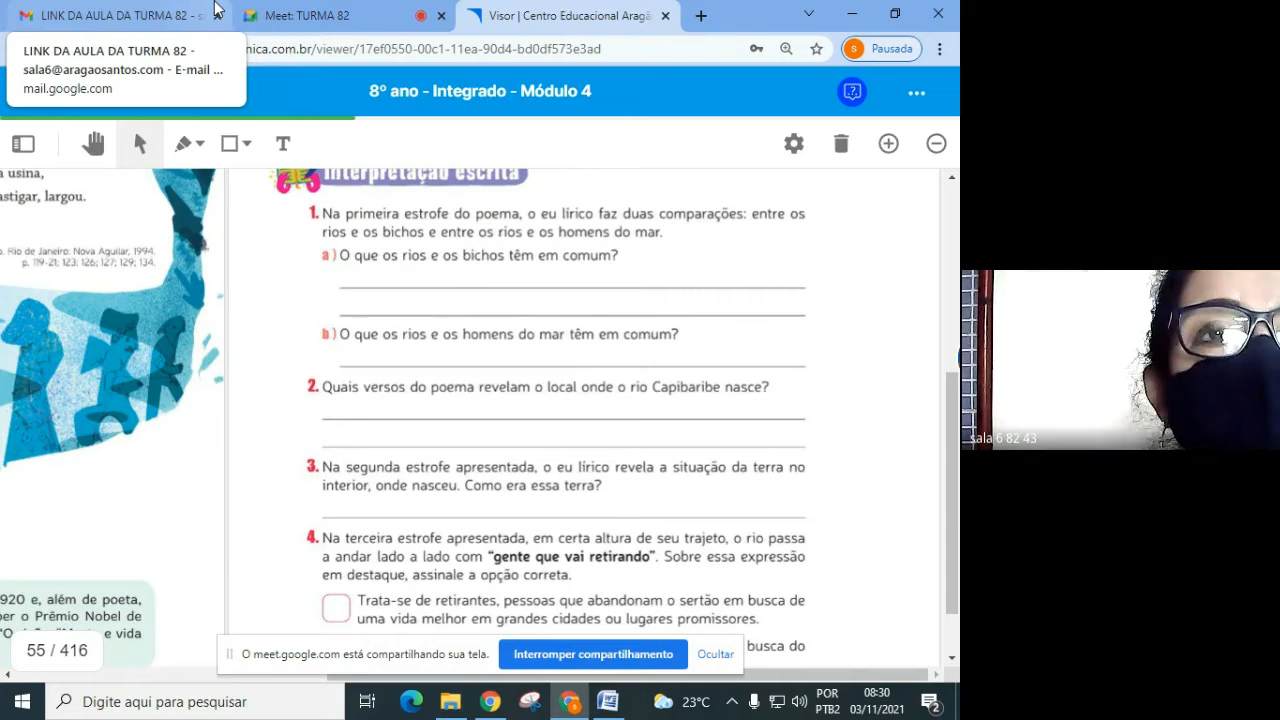 LINK DA AULA DA TURMA 82 - s
Meet: TURMA 82
Visor | Centro Educacional Aragã
LINK DA AULA DA TURMA 82 -
sala6@aragaosantos.com - E-mail ...
mail.google.com
nica.com.br/viewer/17ef0550-00c1-11ea-90d4-bd0df573e3ad
S
Pausada
8º ano - Integrado - Módulo 4
a usina,
astigar, largou.
o. Rio de Janeiro: Nova Aguilar, 1994.
p. 119-21; 123; 126; 127; 129; 134.
Interpretação escrita
1. Na primeira estrofe do poema, o eu lírico faz duas comparações: entre os
rios e os bichos e entre os rios e os homens do mar.
a) O que os rios e os bichos têm em comum?
b) O que os rios e os homens do mar têm em comum?
2. Quais versos do poema revelam o local onde o rio Capibaribe nasce?
3. Na segunda estrofe apresentada, o eu lírico revela a situação da terra no
interior, onde nasceu. Como era essa terra?
4. Na terceira estrofe apresentada, em certa altura de seu trajeto, o rio passa
a andar lado a lado com "gente que vai retirando". Sobre essa expressão
em destaque, assinale a opção correta.
Trata-se de retirantes, pessoas que abandonam o sertão em busca de
uma vida melhor em grandes cidades ou lugares promissores.
busca do
920 e, além de poeta,
er o Prêmio Nobel de
e vida
55 / 416
O meet.google.com está compartilhando sua tela.
Interromper compartilhamento
Ocultar
sala 6 82 43
Digite aqui para pesquisar
23°C
POR
PTB2
08:30
03/11/2021
2